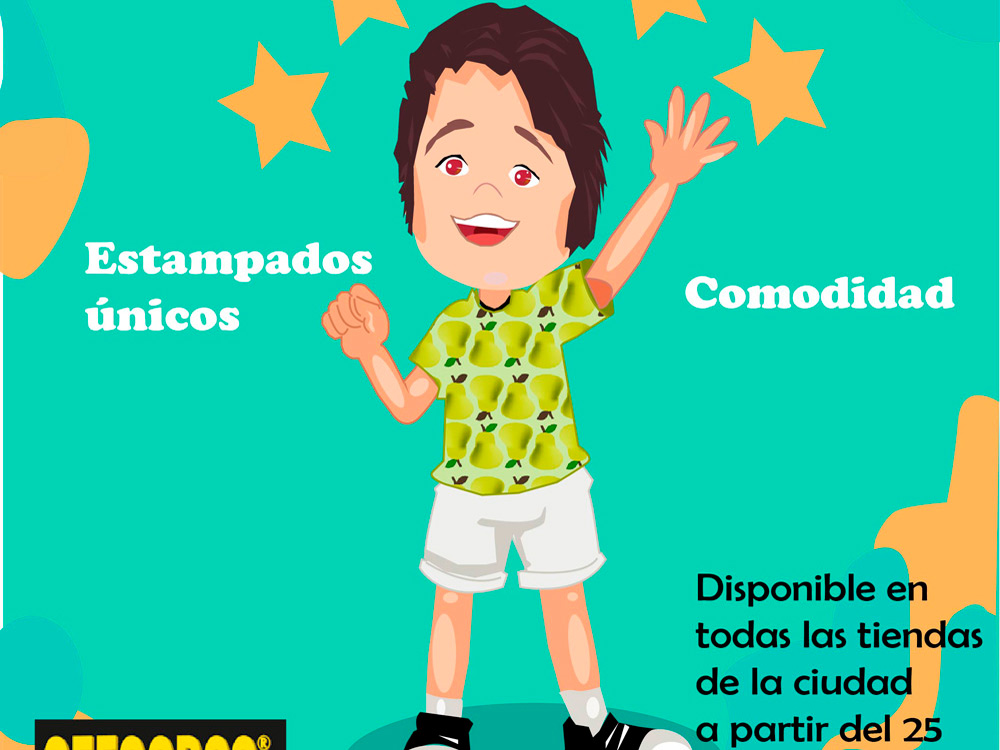 Estampados
únicos
Comodidad
Disponible en
todas las tiendas
de la ciudad
a partir del 25